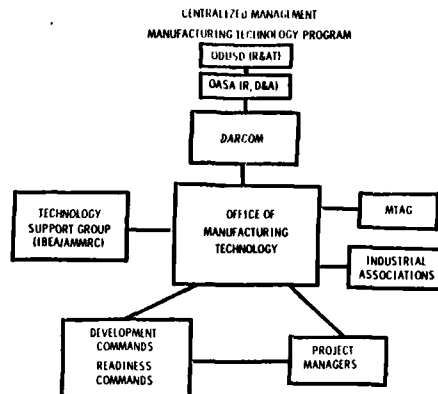 CENTRALIZED MANAGEMENT
MANUFACTURING TECHNOLOGY PROGRAM
ODUSD (R&AT)
OASA (R, D&A)
DARCOM
TECHNOLOGY
SUPPORT GROUP
(IBEA/AMMRC)
OFFICE OF
MANUFACTURING
TECHNOLOGY
MTAG
INDUSTRIAL
ASSOCIATIONS
DEVELOPMENT
COMMANDS
READINESS
COMMANDS
PROJECT
MANAGERS